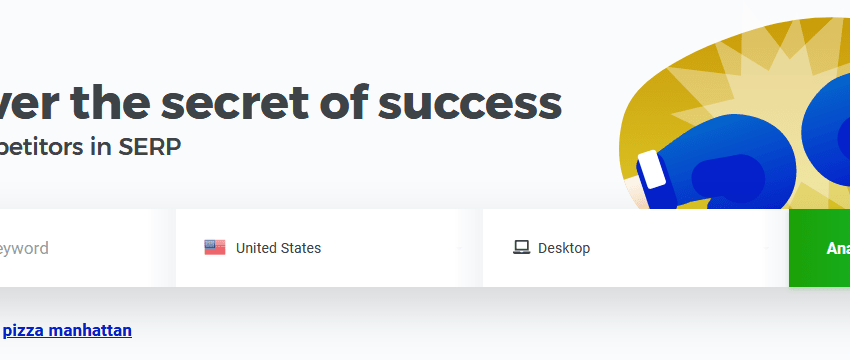 ver the secret of success
petitors in SERP
eyword
United States
Desktop
Ana
pizza manhattan